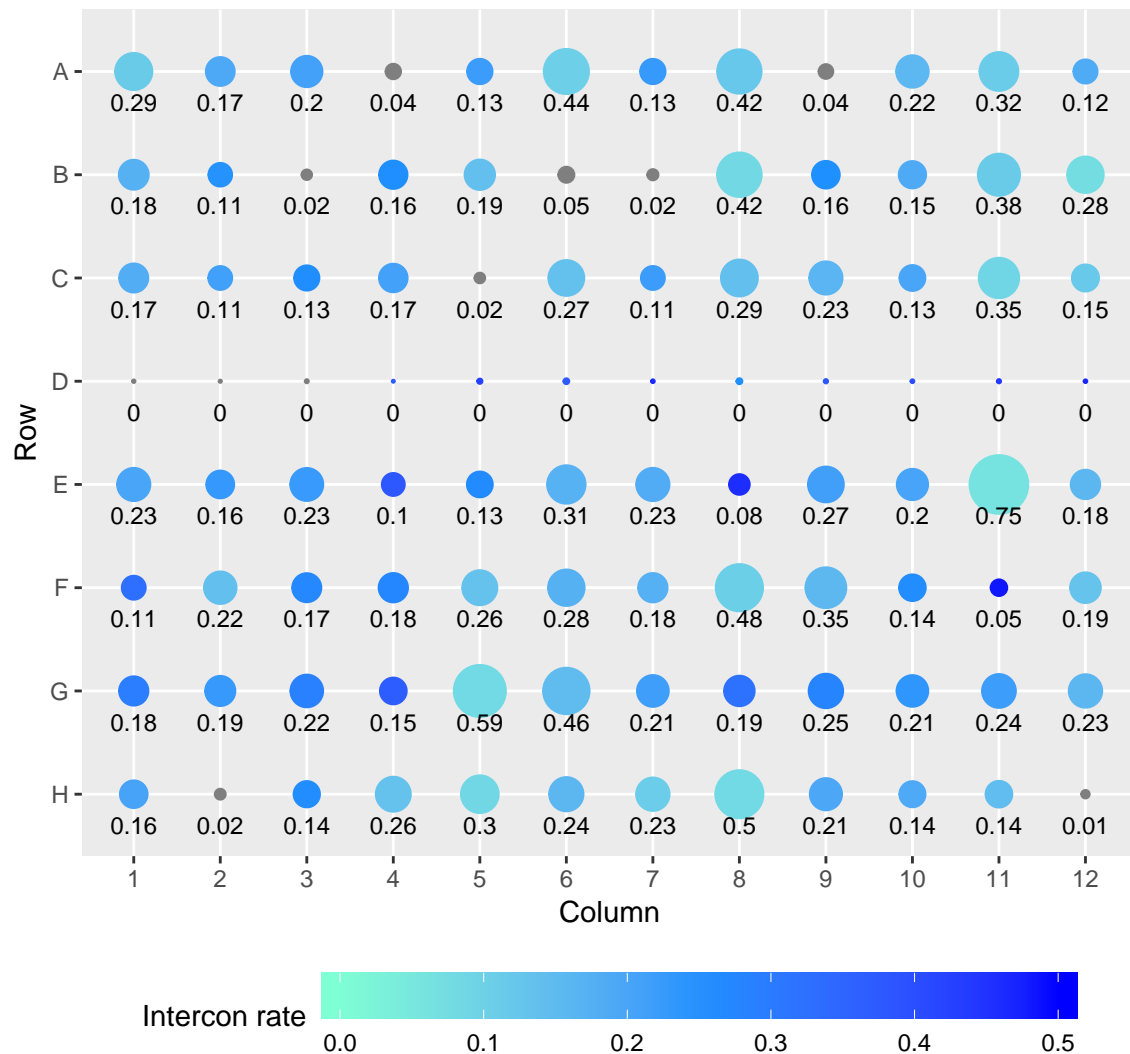 A
0.29 0.17 0.2 0.04 0.13 0.44 0.13 0.42 0.04 0.22 0.32 0.12
B
0.18 0.11 0.02 0.16 0.19 0.05 0.02 0.42 0.16 0.15 0.38 0.28
C
0.17 0.11 0.13 0.17 0.02 0.27 0.11 0.29 0.23 0.13 0.35 0.15
D
0 0 0 0 0 0 0 0 0 0 0 0
Row
E
0.23 0.16 0.23 0.1 0.13 0.31 0.23 0.08 0.27 0.2 0.75 0.18
F
0.11 0.22 0.17 0.18 0.26 0.28 0.18 0.48 0.35 0.14 0.05 0.19
G
0.18 0.19 0.22 0.15 0.59 0.46 0.21 0.19 0.25 0.21 0.24 0.23
H
0.16 0.02 0.14 0.26 0.3 0.24 0.23 0.5 0.21 0.14 0.14 0.01
1 2 3 4 5 6 7 8 9 10 11 12
Column
Intercon rate
0.0 0.1 0.2 0.3 0.4 0.5